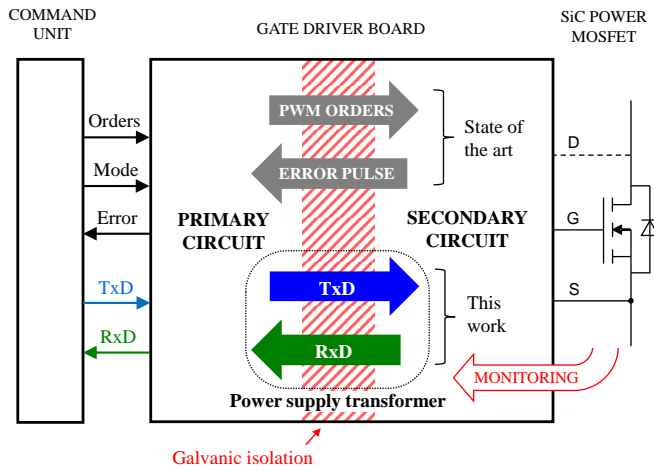 COMMAND
UNIT
GATE DRIVER BOARD
SiC POWER
MOSFET
Orders
Mode
Error
TxD
RxD
PWM ORDERS
ERROR PULSE
State of
the art
PRIMARY
CIRCUIT
SECONDARY
CIRCUIT
TxD
RxD
This
work
Power supply transformer
D
G
S
MONITORING
Galvanic isolation